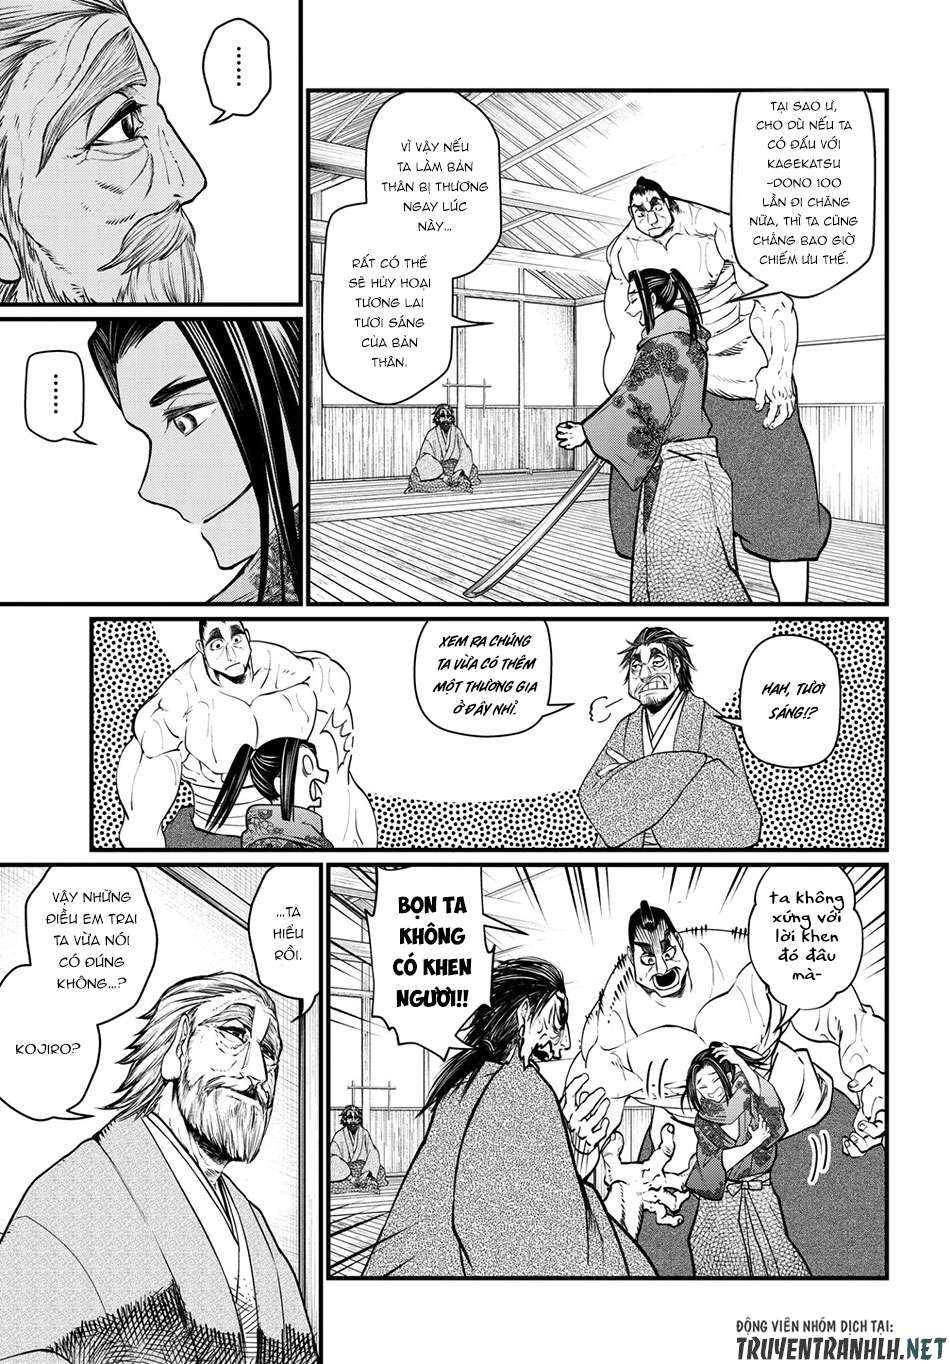 TẠI SAO Ư,
CHO DÙ NẾU TA
CÓ ĐẤU VỚI
KAGEKATSU
-DONO 100
LẦN ĐI CHĂNG
NỮA, THÌ TA CŨNG
CHẲNG BAO GIỜ
CHIẾM ƯU THẾ.
VÌ VẬY NẾU
TA LÀM BẢN
THÂN BỊ THƯƠNG
NGAY LÚC
NÀY...
RẤT CÓ THỂ
SẼ HỦY HOẠI
TƯƠNG LAI
TƯƠI SÁNG
CỦA BẢN
THÂN.
......
......
HAH, TƯƠI
SÁNG!?
XEM RA CHÚNG
TA VỪA CÓ THÊM
MỘT THƯƠNG GIA
Ở ĐÂY NHỈ.
ta không
xứng với
lời khen
đó đâu
mà-
BỌN TA
KHÔNG
CÓ KHEN
NGƯƠI!!
...TA
HIỂU
RỒI.
VẬY NHỮNG
ĐIỀU EM TRAI
TA VỪA NÓI
CÓ ĐÚNG
KHÔNG...?
KOJIRO?
ĐỘNG VIÊN NHÓM DỊCH TẠI:
TRUYENTRANHLH.NET